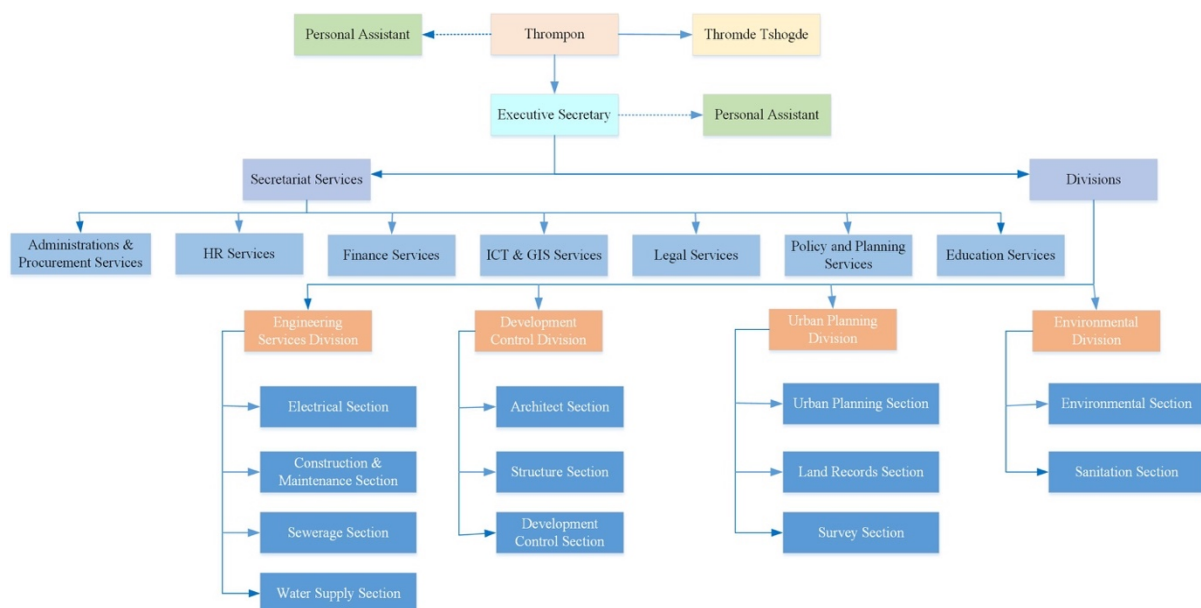 Personal Assistant
Thrompon
Thromde Tshogde
Executive Secretary
Personal Assistant
Secretariat Services
Divisions
Administrations &
Procurement Services
HR Services
Finance Services
ICT & GIS Services
Legal Services
Policy and Planning
Services
Education Services
Engineering
Services Division
Development
Control Division
Urban Planning
Division
Environmental
Division
Electrical Section
Construction &
Maintenance Section
Sewerage Section
Water Supply Section
Architect Section
Structure Section
Development
Control Section
Urban Planning Section
Land Records Section
Survey Section
Environmental Section
Sanitation Section